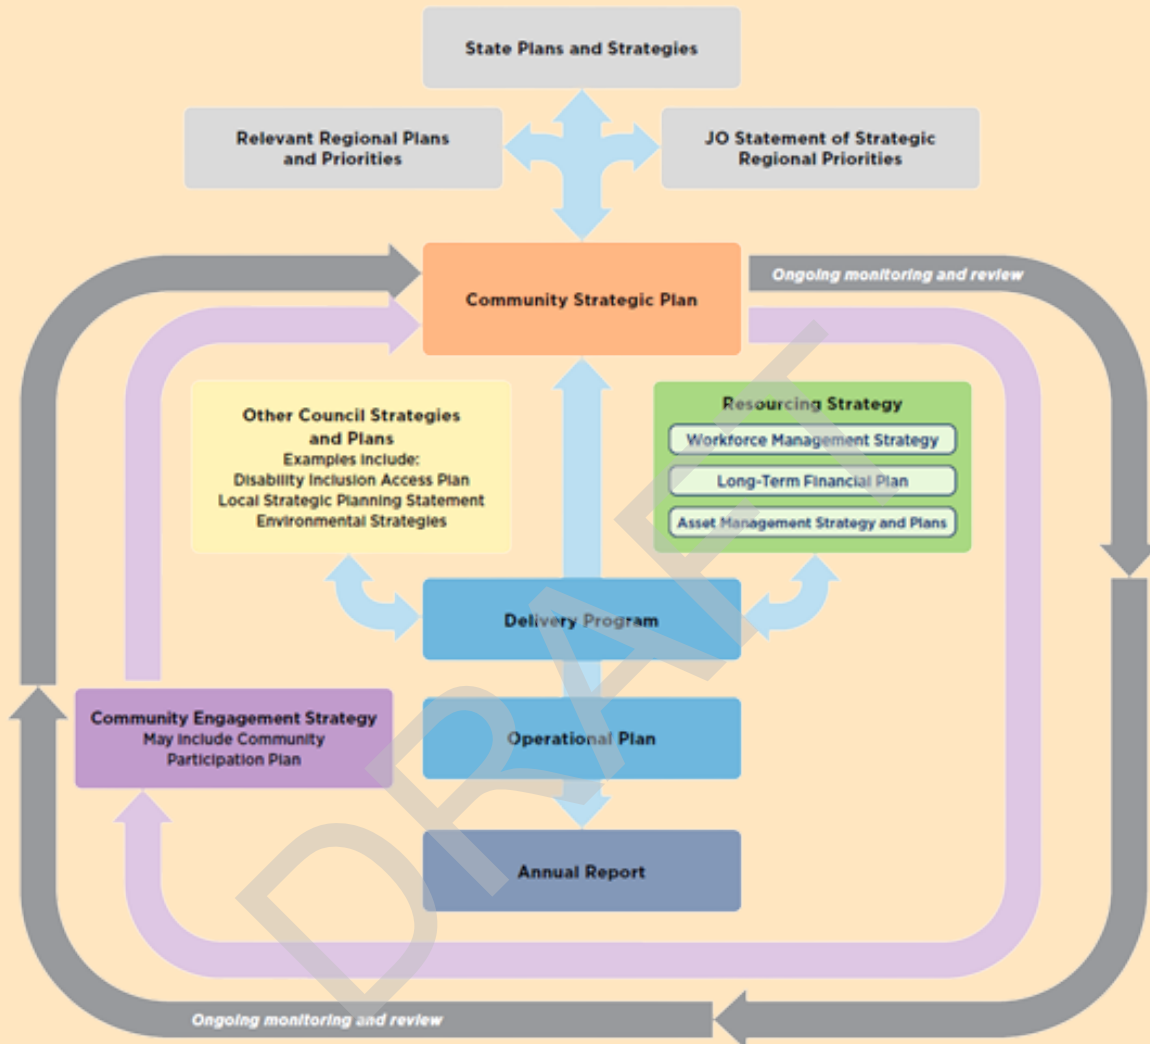 State Plans and Strategies
Relevant Regional Plans
and Priorities
JO Statement of Strategic
Regional Priorities
Community Strategic Plan
Ongoing monitoring and review
Other Council Strategies
and Plans
Examples include:
Disability Inclusion Access Plan
Local Strategic Planning Statement
Environmental Strategies
Resourcing Strategy
Workforce Management Strategy
Long-Term Financial Plan
Asset Management Strategy and Plans
Delivery Program
Community Engagement Strategy
May include Community
Participation Plan
Operational Plan
Annual Report
Ongoing monitoring and review
DRAFT